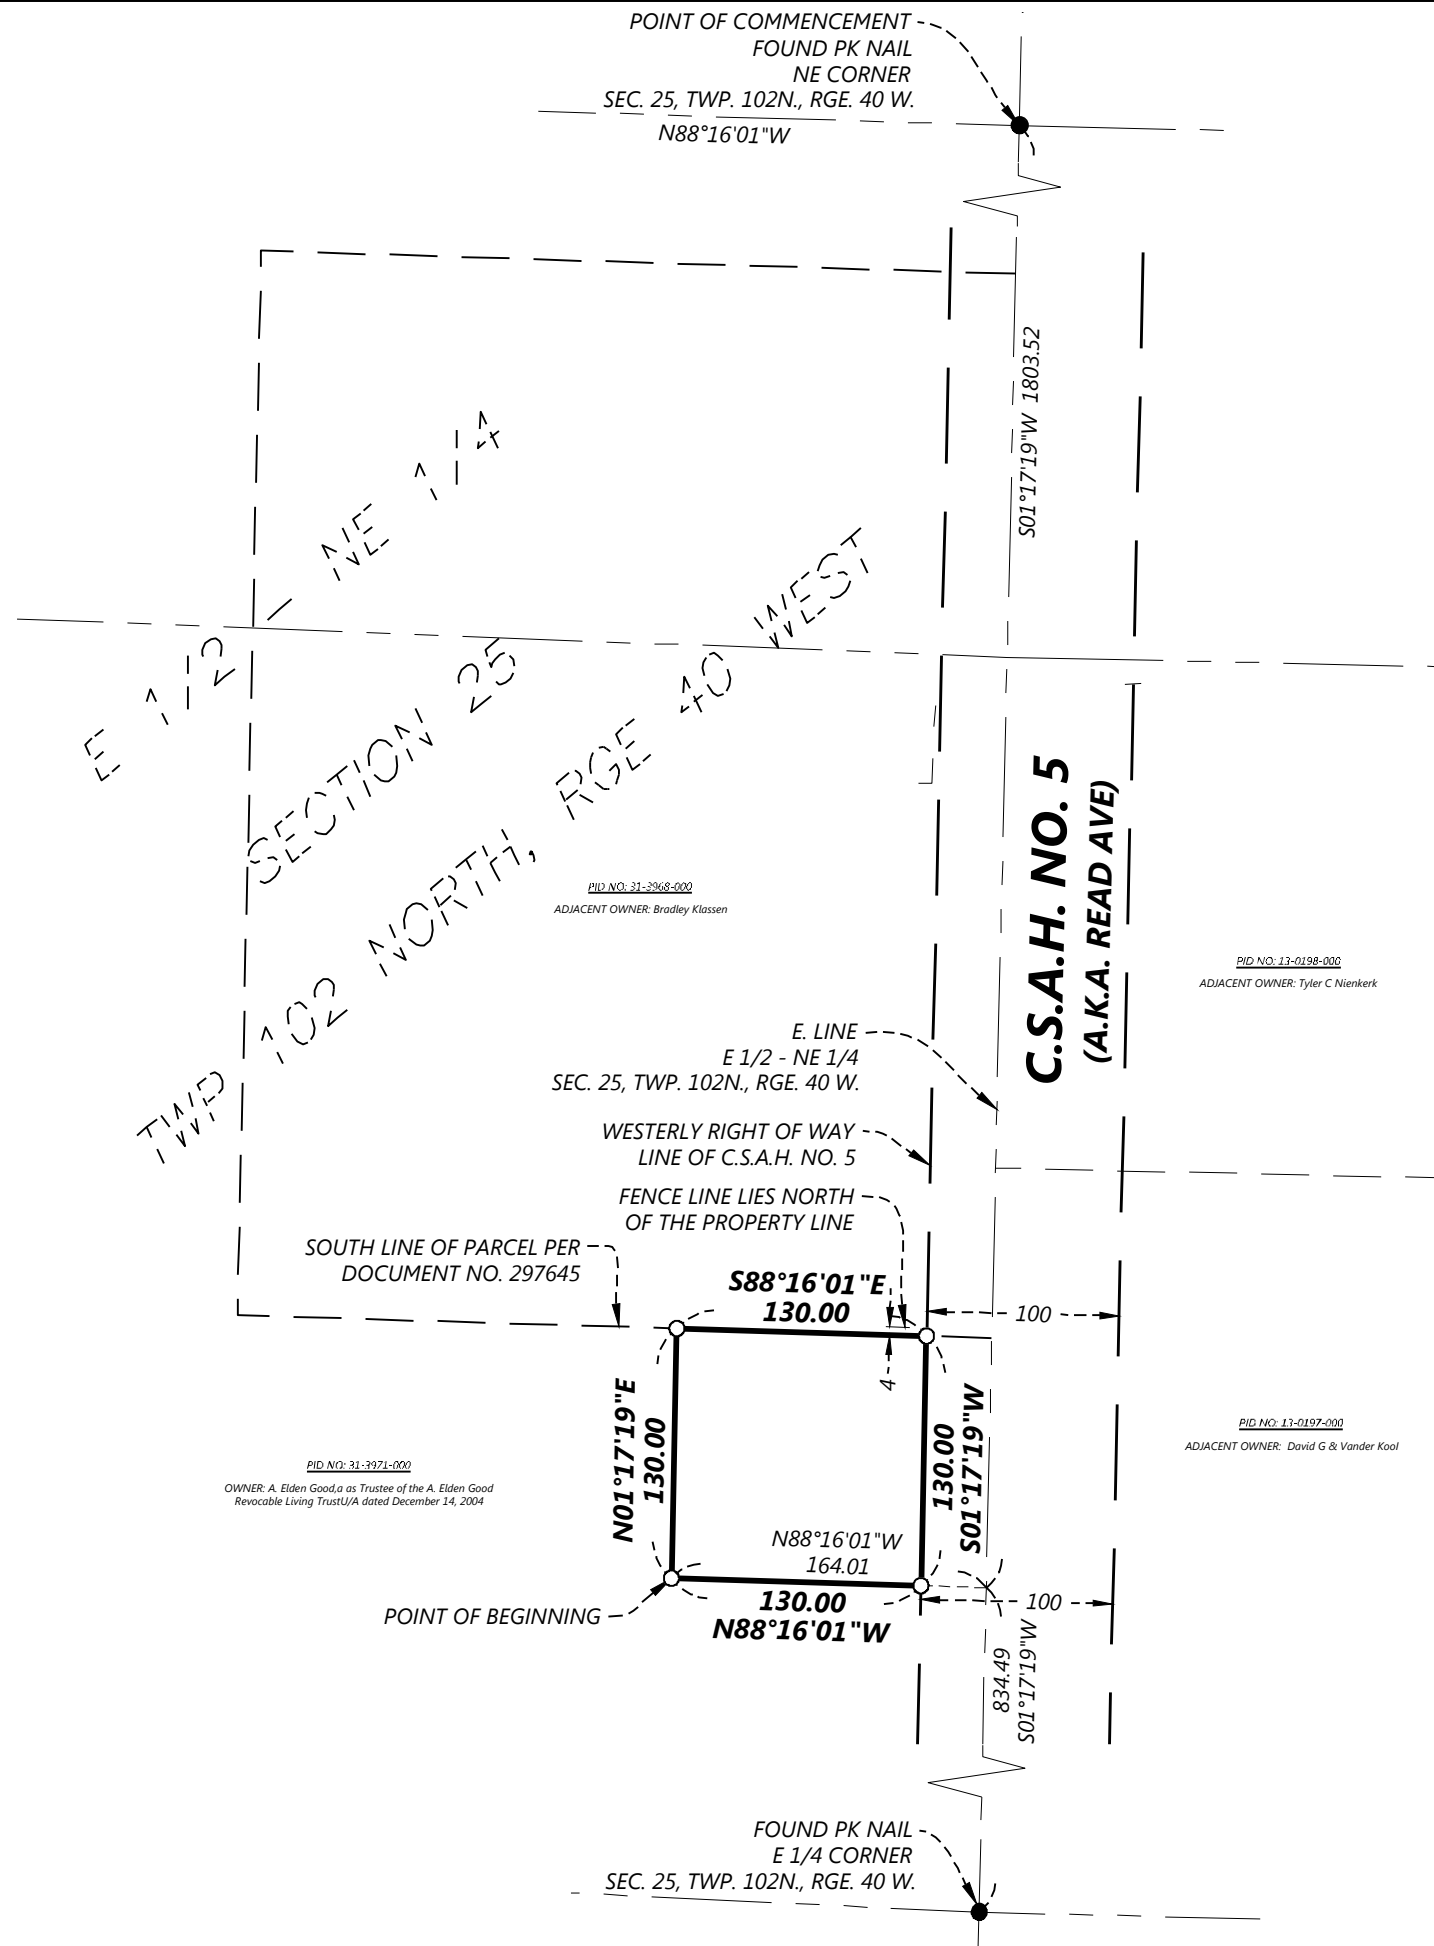 POINT OF COMMENCEMENT
FOUND PK NAIL
NE CORNER
SEC. 25, TWP. 102N., RGE. 40 W.
N88°16'01"W
S01°17'19"W 1803.52
E 1/2 - NE 1/4
SECTION 25
TWP 102 NORTH, RGE 40 WEST
C.S.A.H. NO. 5
(A.K.A. READ AVE)
PID NO: 31-3968-000
ADJACENT OWNER: Bradley Klassen
PID NO: 13-0198-000
ADJACENT OWNER: Tyler C Nienkerk
E. LINE
E 1/2 - NE 1/4
SEC. 25, TWP. 102N., RGE. 40 W.
WESTERLY RIGHT OF WAY
LINE OF C.S.A.H. NO. 5
FENCE LINE LIES NORTH
OF THE PROPERTY LINE
SOUTH LINE OF PARCEL PER
DOCUMENT NO. 297645
S88°16'01"E
130.00
100
4
N01°17'19"E
130.00
130.00
S01°17'19"W
PID NO: 31-3971-000
OWNER: A. Elden Good,a as Trustee of the A. Elden Good
Revocable Living TrustU/A dated December 14, 2004
PID NO: 13-0197-000
ADJACENT OWNER: David G & Vander Kool
N88°16'01"W
164.01
130.00
N88°16'01"W
POINT OF BEGINNING
100
834.49
S01°17'19"W
FOUND PK NAIL
E 1/4 CORNER
SEC. 25, TWP. 102N., RGE. 40 W.